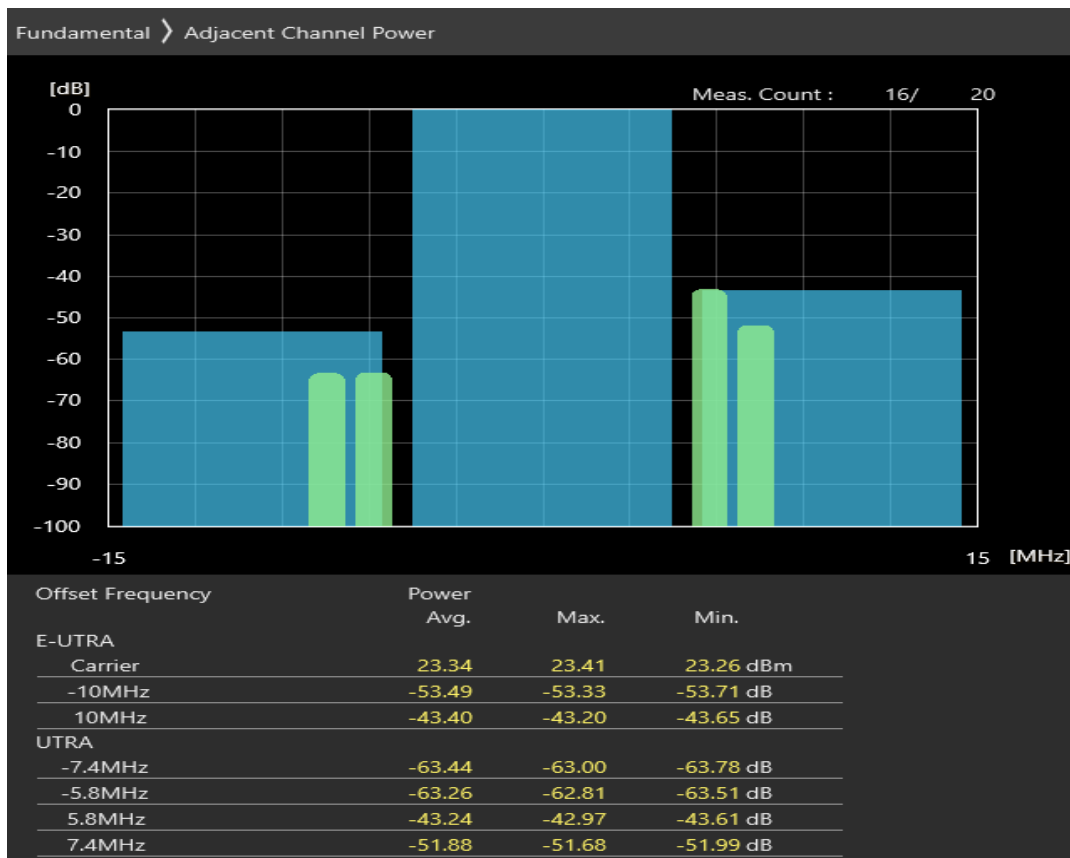 Fundamental 〉 Adjacent Channel Power
[dB]
Meas. Count : 16/ 20
0
-10
-20
-30
-40
-50
-60
-70
-80
-90
-100
-15 15 [MHz]
Offset Frequency Power
Avg. Max. Min.
E-UTRA
Carrier 23.34 23.41 23.26 dBm
-10MHz -53.49 -53.33 -53.71 dB
10MHz -43.40 -43.20 -43.65 dB
UTRA
-7.4MHz -63.44 -63.00 -63.78 dB
-5.8MHz -63.26 -62.81 -63.51 dB
5.8MHz -43.24 -42.97 -43.61 dB
7.4MHz -51.88 -51.68 -51.99 dB